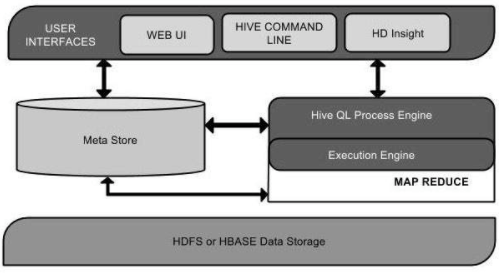 USER
INTERFACES
WEB UI
HIVE COMMAND
LINE
HD Insight
Meta Store
Hive QL Process Engine
Execution Engine
MAP REDUCE
HDFS or HBASE Data Storage